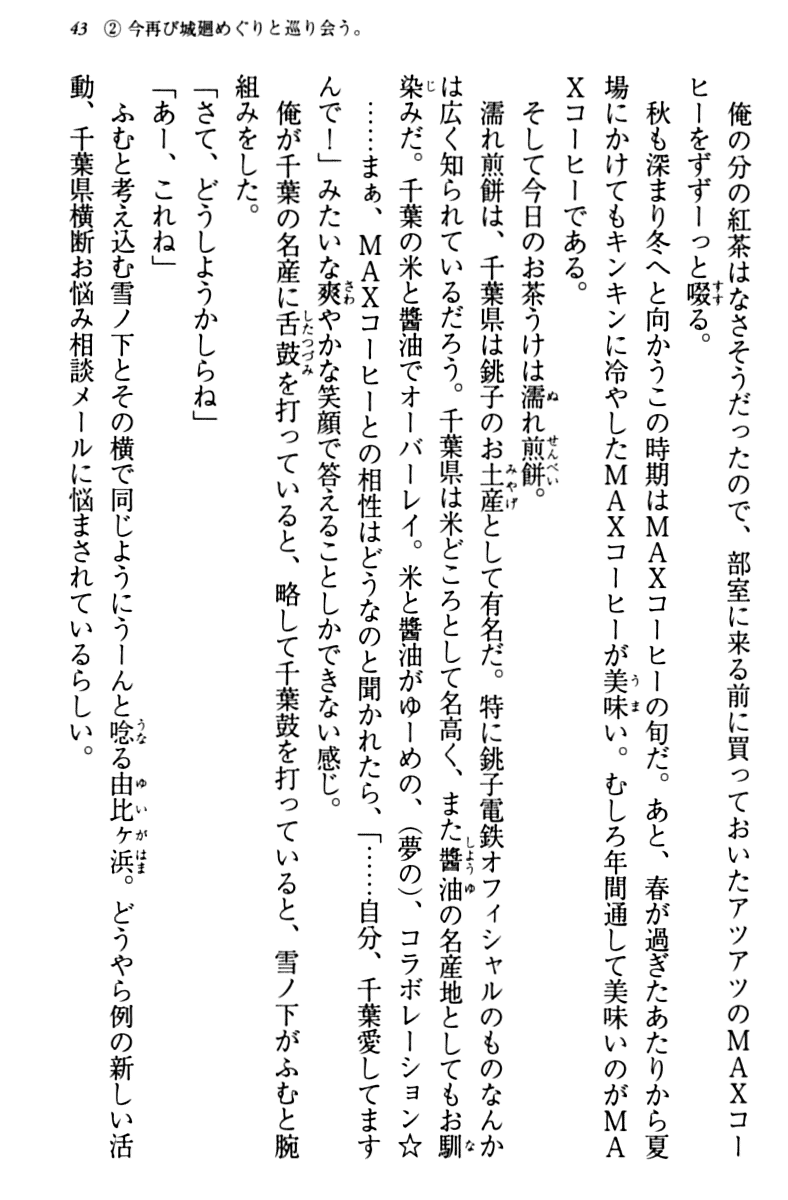 43 ② 今再び城廻めぐりと巡り会う。
俺の分の紅茶はなさそうだったので、部室に来る前に買っておいたアツアツのＭＡＸコー
ヒーをずずーっと啜る。
秋も深まり冬へと向かうこの時期はＭＡＸコーヒーの旬だ。あと、春が過ぎたあたりから夏
場にかけてもキンキンに冷やしたＭＡＸコーヒーが美味い。むしろ年間通して美味いのがＭＡ
Ｘコーヒーである。
そして今日のお茶うけは濡れ煎餅。
濡れ煎餅は、千葉県は銚子のお土産として有名だ。特に銚子電鉄オフィシャルのものなんか
は広く知られているだろう。千葉県は米どころとして名高く、また醬油の名産地としてもお馴
染みだ。千葉の米と醬油でオーバーレイ。米と醬油がゆーめの、（夢の）、コラボレーション☆
……まぁ、ＭＡＸコーヒーとの相性はどうなのと聞かれたら、「……自分、千葉愛してます
んで！」みたいな爽やかな笑顔で答えることしかできない感じ。
俺が千葉の名産に舌鼓を打っていると、略して千葉鼓を打っていると、雪ノ下がふむと腕
組みをした。
「さて、どうしようかしらね」
「あー、これね」
ふむと考え込む雪ノ下とその横で同じようにうーんと唸る由比ヶ浜。どうやら例の新しい活
動、千葉県横断お悩み相談メールに悩まされているらしい。